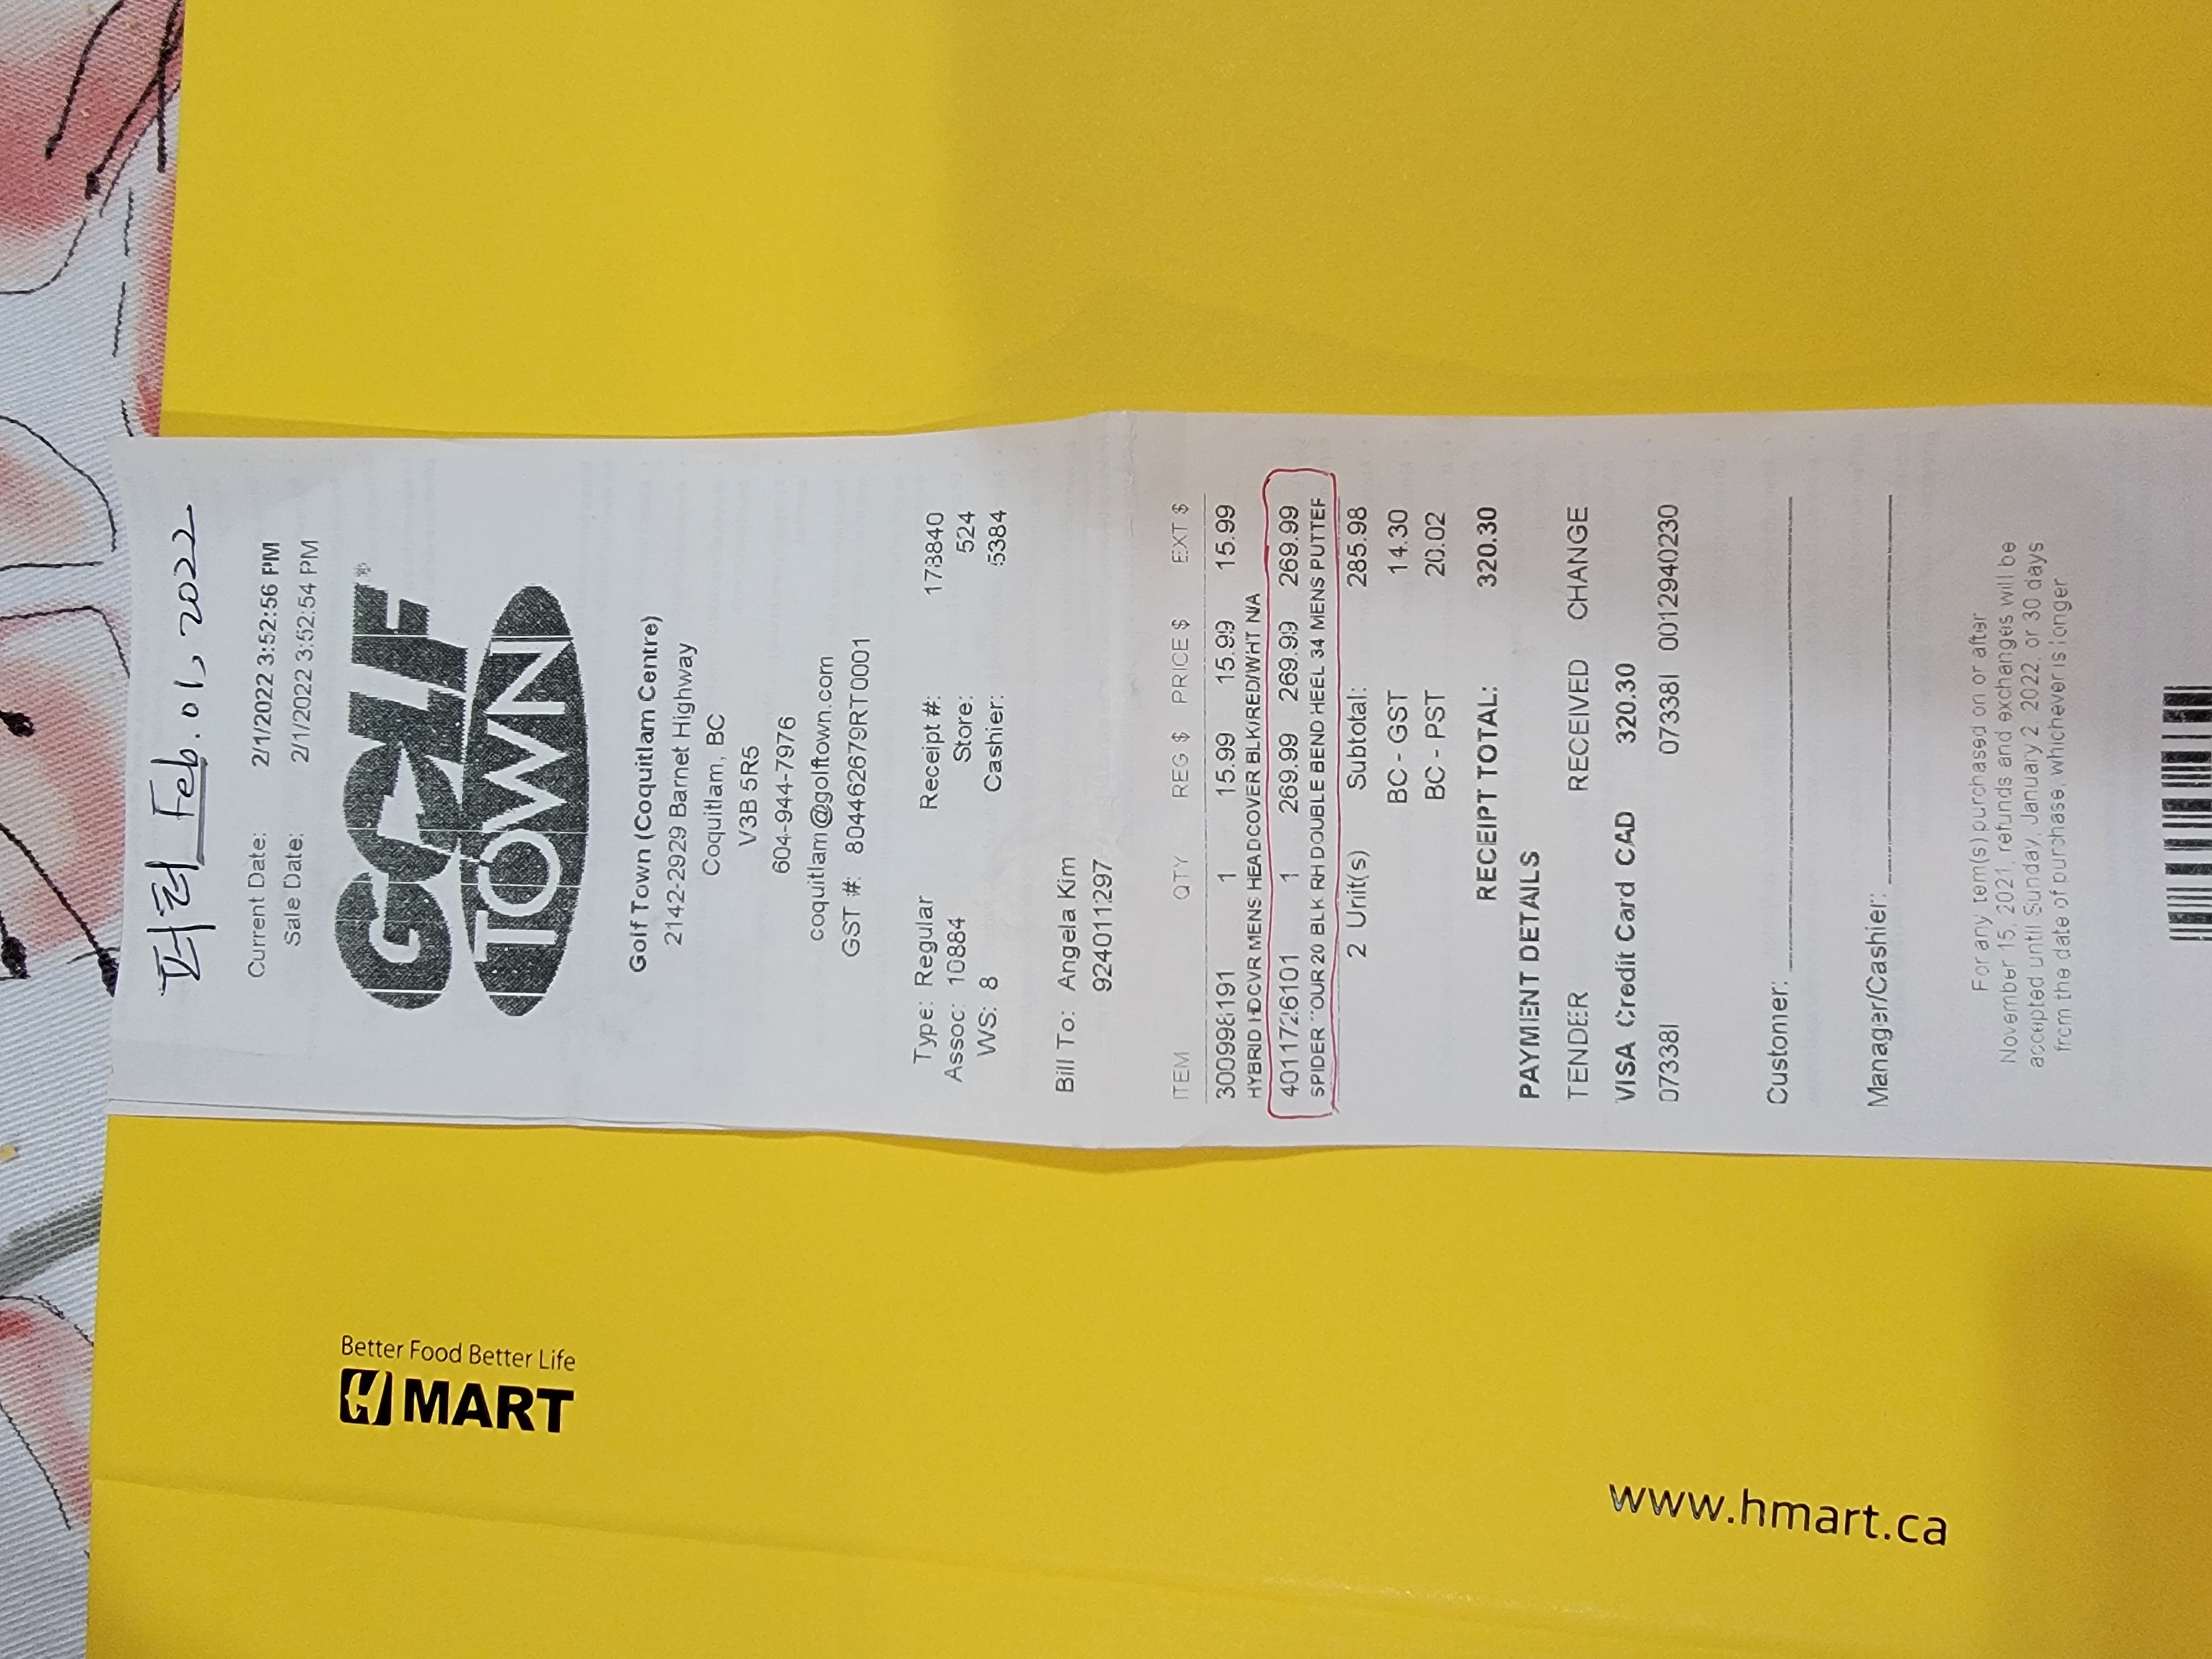 퍼터 Feb. 01, 2022
Current Date: 2/1/2022 3:52:56 PM
Sale Date: 2/1/2022 3:52:54 PM
GOLF
TOWN
Golf Town (Coquitlam Centre)
2142-2929 Barnet Highway
Coquitlam, BC
V3B 5R5
604-944-7976
coquitlam@golftown.com
GST #: 804462679RT0001
Type: Regular Receipt #: 173840
Assoc: 10884 Store: 524
WS: 8 Cashier: 5384
Bill To: Angela Kim
924011297
ITEM QTY REG $ PRICE $ EXT $
300998191 1 15.99 15.99 15.99
HYBRID HDCVR MENS HEADCOVER BLK/RED/WHT N/A
4011726101 1 269.99 269.99 269.99
SPIDER TOUR 20 BLK RH DOUBLE BEND HEEL 34 MENS PUTTER
2 Unit(s) Subtotal: 285.98
BC - GST 14.30
BC - PST 20.02
RECEIPT TOTAL: 320.30
PAYMENT DETAILS
TENDER RECEIVED CHANGE
VISA Credit Card CAD 320.30
07338I 07338I 0012940230
Customer:
Manager/Cashier:
For any item(s) purchased on or after
November 15, 2021, refunds and exchanges will be
accepted until Sunday, January 2 2022, or 30 days
from the date of purchase, whichever is longer
Better Food Better Life
H MART
www.hmart.ca